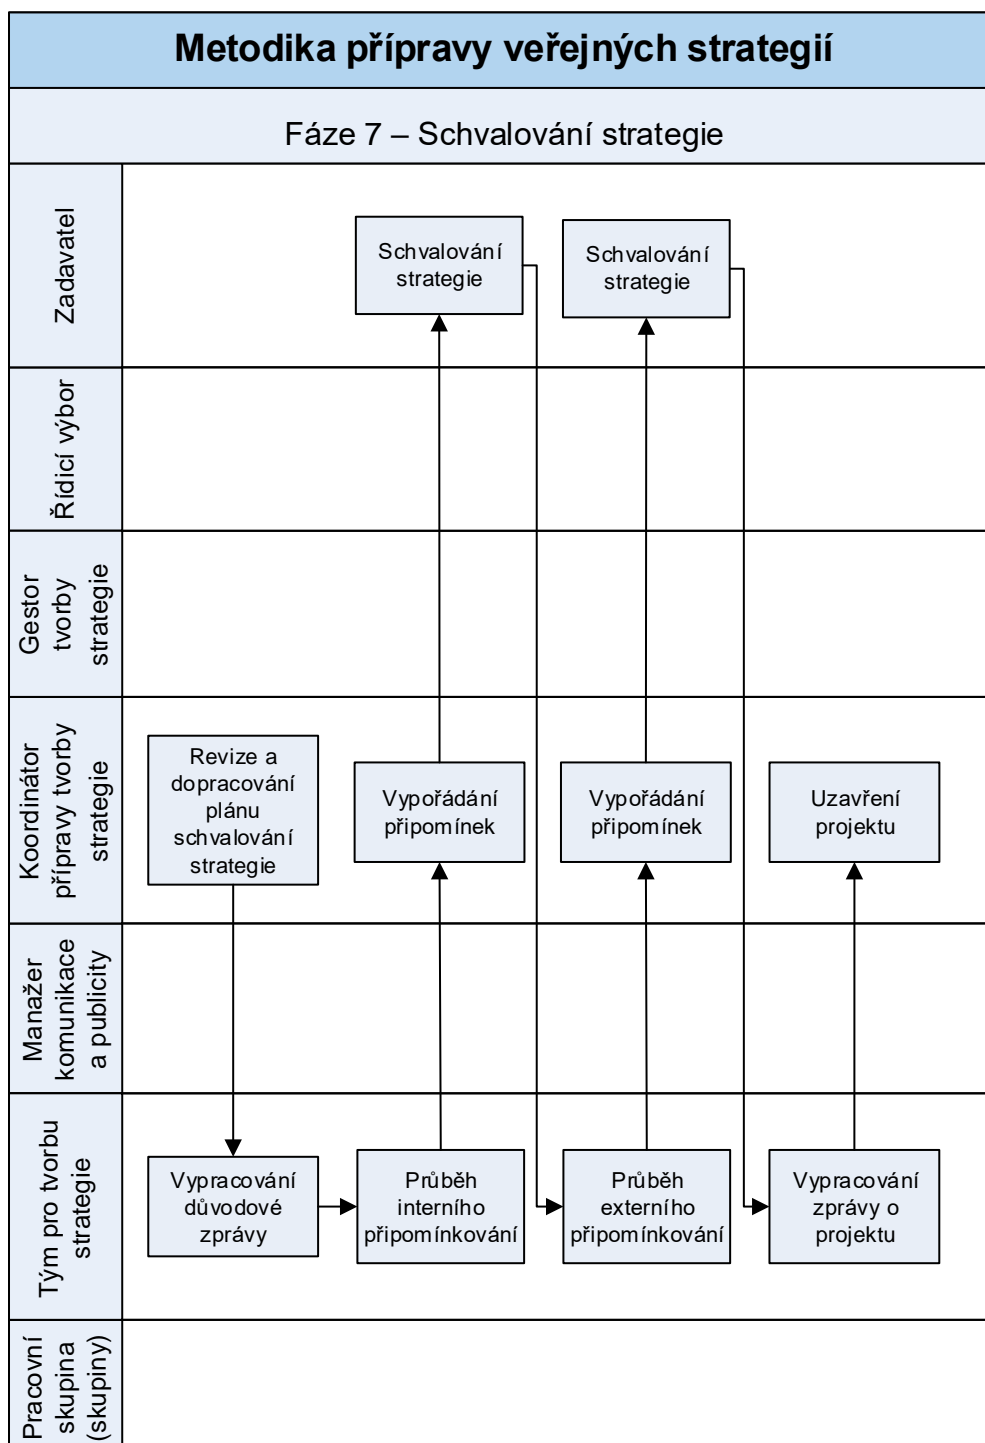 Metodika přípravy veřejných strategií
Fáze 7 – Schvalování strategie
Zadavatel
Schvalování
strategie
Schvalování
strategie
Řídicí výbor
Gestor
tvorby
strategie
Koordinátor
přípravy tvorby
strategie
Revize a
dopracování
plánu
schvalování
strategie
Vypořádání
připomínek
Vypořádání
připomínek
Uzavření
projektu
Manažer
komunikace
a publicity
Tým pro tvorbu
strategie
Vypracování
důvodové
zprávy
Průběh
interního
připomínkování
Průběh
externího
připomínkování
Vypracování
zprávy o
projektu
Pracovní
skupina
(skupiny)